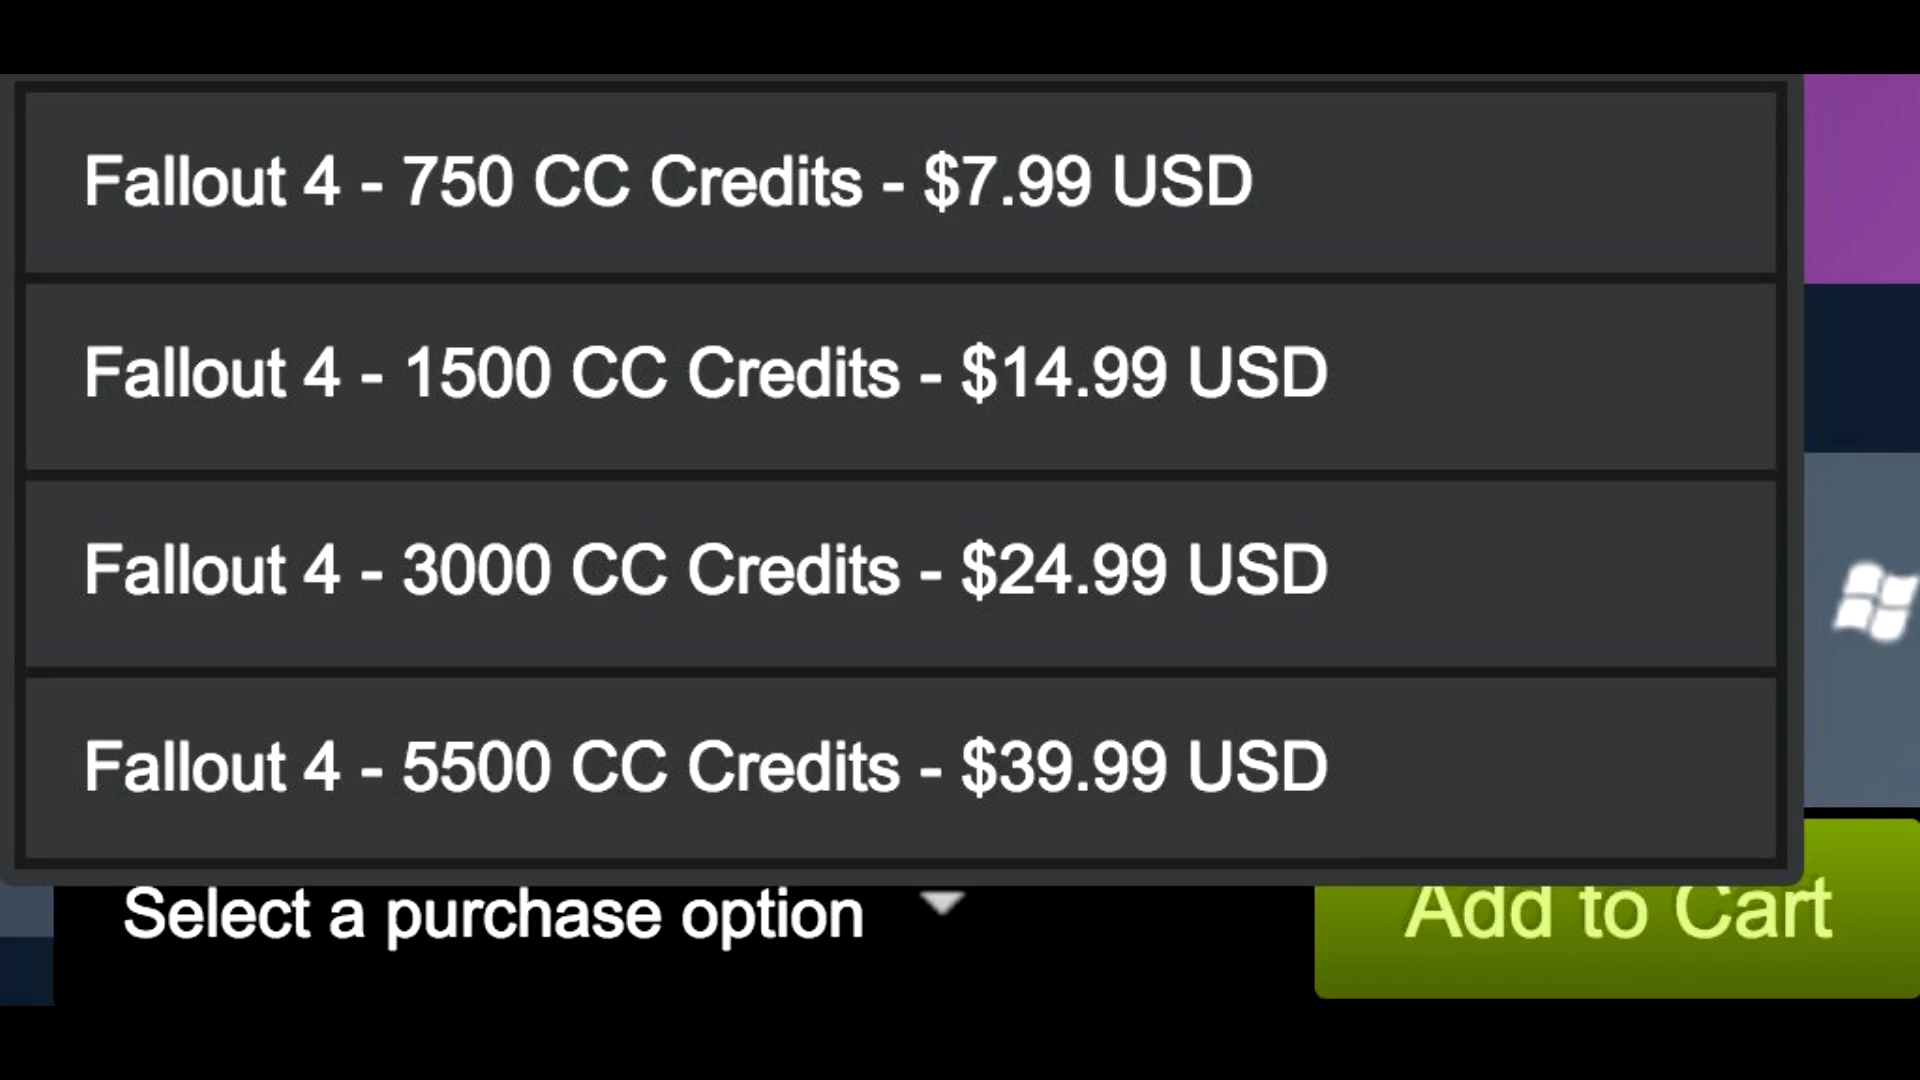 Fallout 4 - 750 CC Credits - $7.99 USD
Fallout 4 - 1500 CC Credits - $14.99 USD
Fallout 4 - 3000 CC Credits - $24.99 USD
Fallout 4 - 5500 CC Credits - $39.99 USD
Select a purchase option
Add to Cart